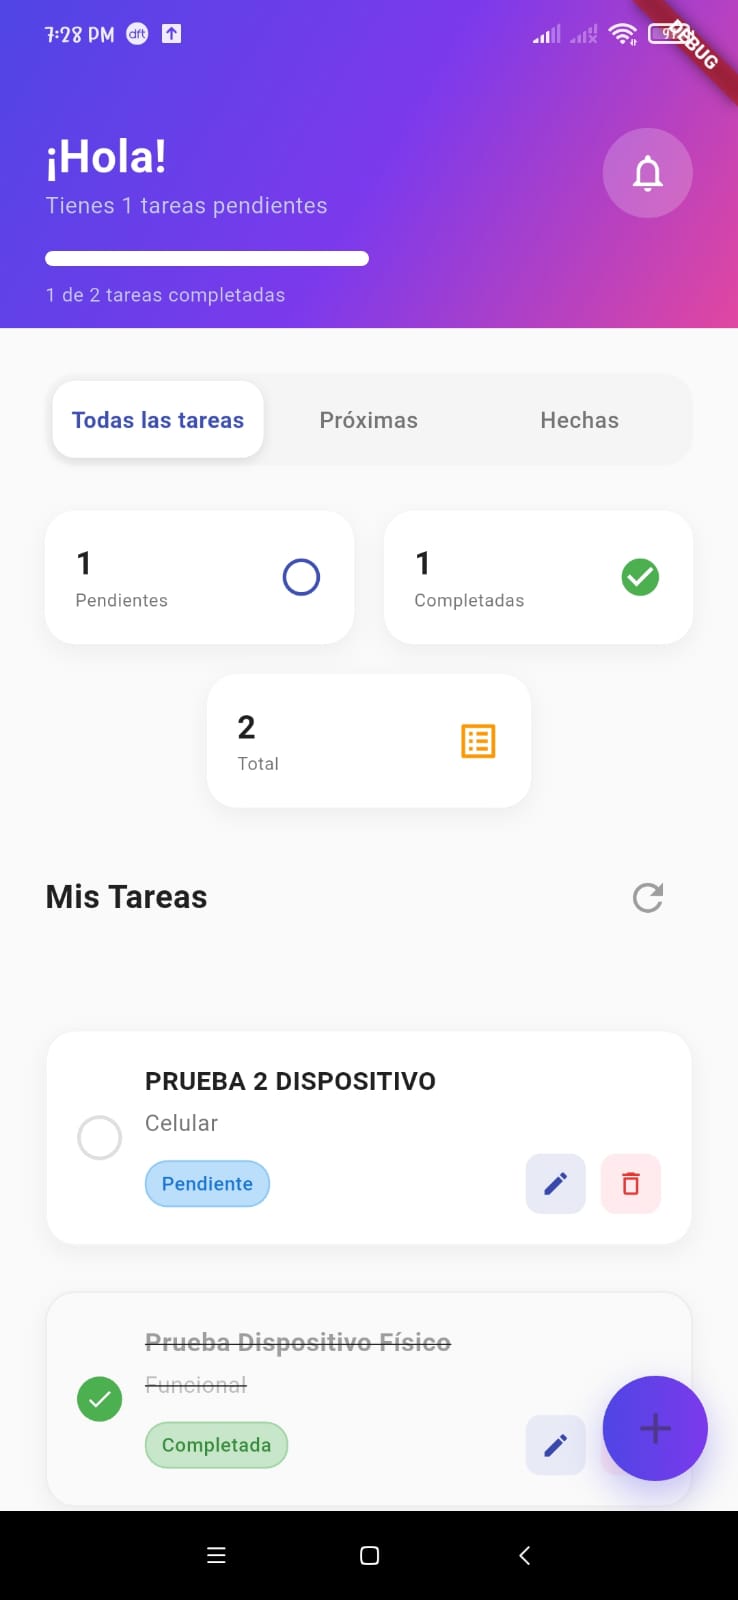 7:28 PM dft
DEBUG
¡Hola!
Tienes 1 tareas pendientes
1 de 2 tareas completadas
Todas las tareas Próximas Hechas
1
Pendientes
1
Completadas
2
Total
Mis Tareas
PRUEBA 2 DISPOSITIVO
Celular
Pendiente
Prueba Dispositivo Físico
Funcional
Completada